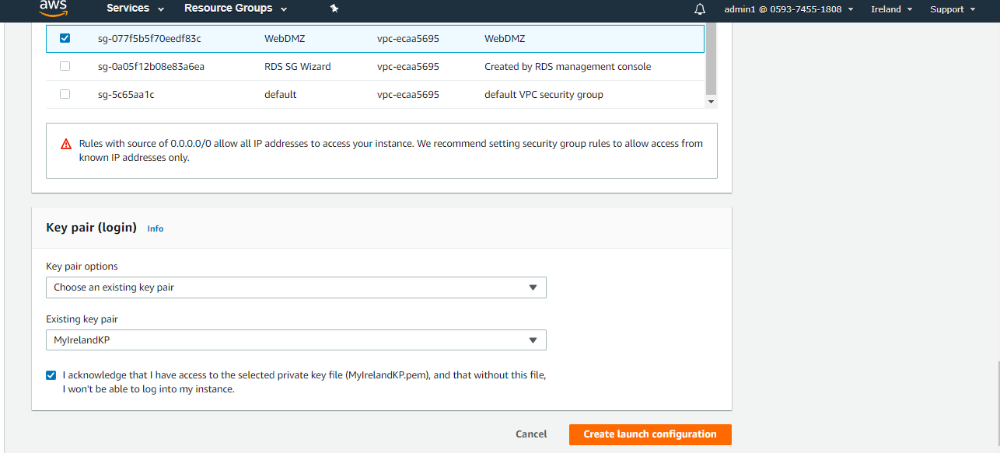 aws Services Resource Groups admin1 @ 0593-7455-1808 Ireland Support
sg-077f5b5f70eedf83c WebDMZ vpc-ecaa5695 WebDMZ
sg-0a05f12b08e83a6ea RDS SG Wizard vpc-ecaa5695 Created by RDS management console
sg-5c65aa1c default vpc-ecaa5695 default VPC security group
Rules with source of 0.0.0.0/0 allow all IP addresses to access your instance. We recommend setting security group rules to allow access from
known IP addresses only.
Key pair (login) Info
Key pair options
Choose an existing key pair
Existing key pair
MyIrelandKP
I acknowledge that I have access to the selected private key file (MyIrelandKP.pem), and that without this file,
I won't be able to log into my instance.
Cancel Create launch configuration